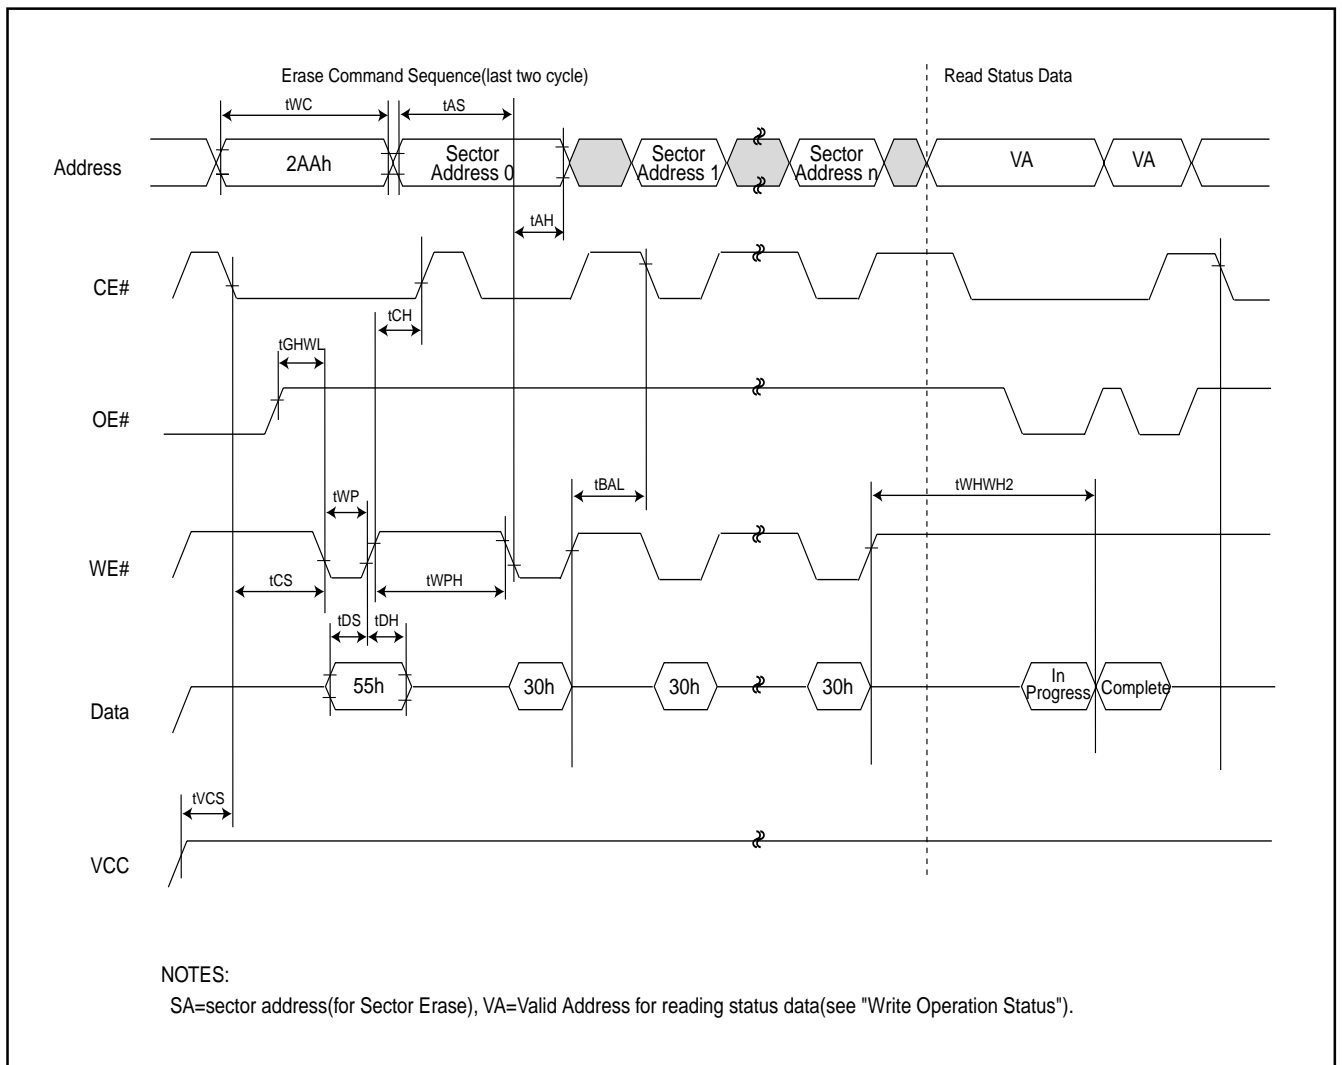 Erase Command Sequence(last two cycle)
Read Status Data
tWC
tAS
Address
2AAh
Sector
Address 0
Sector
Address 1
Sector
Address n
VA
VA
tAH
CE#
tCH
tGHWL
OE#
tBAL
tWHWH2
tWP
WE#
tCS
tWPH
tDS
tDH
Data
55h
30h
30h
30h
In
Progress
Complete
tVCS
VCC
NOTES:
SA=sector address(for Sector Erase), VA=Valid Address for reading status data(see "Write Operation Status").